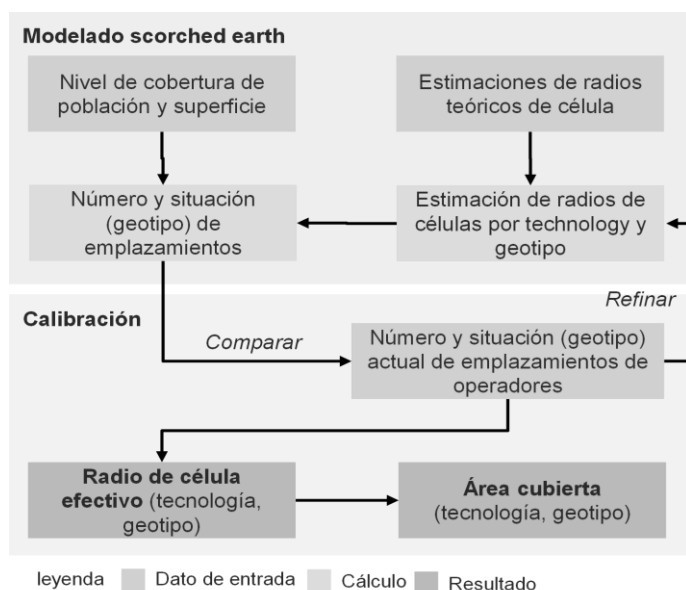 Modelado scorched earth
Nivel de cobertura de
población y superficie
Estimaciones de radios
teóricos de célula
Número y situación
(geotipo) de
emplazamientos
Estimación de radios de
células por technology y
geotipo
Refinar
Calibración
Comparar
Número y situación (geotipo)
actual de emplazamientos de
operadores
Radio de célula
efectivo (tecnología,
geotipo)
Área cubierta
(tecnología, geotipo)
leyenda Dato de entrada Cálculo Resultado